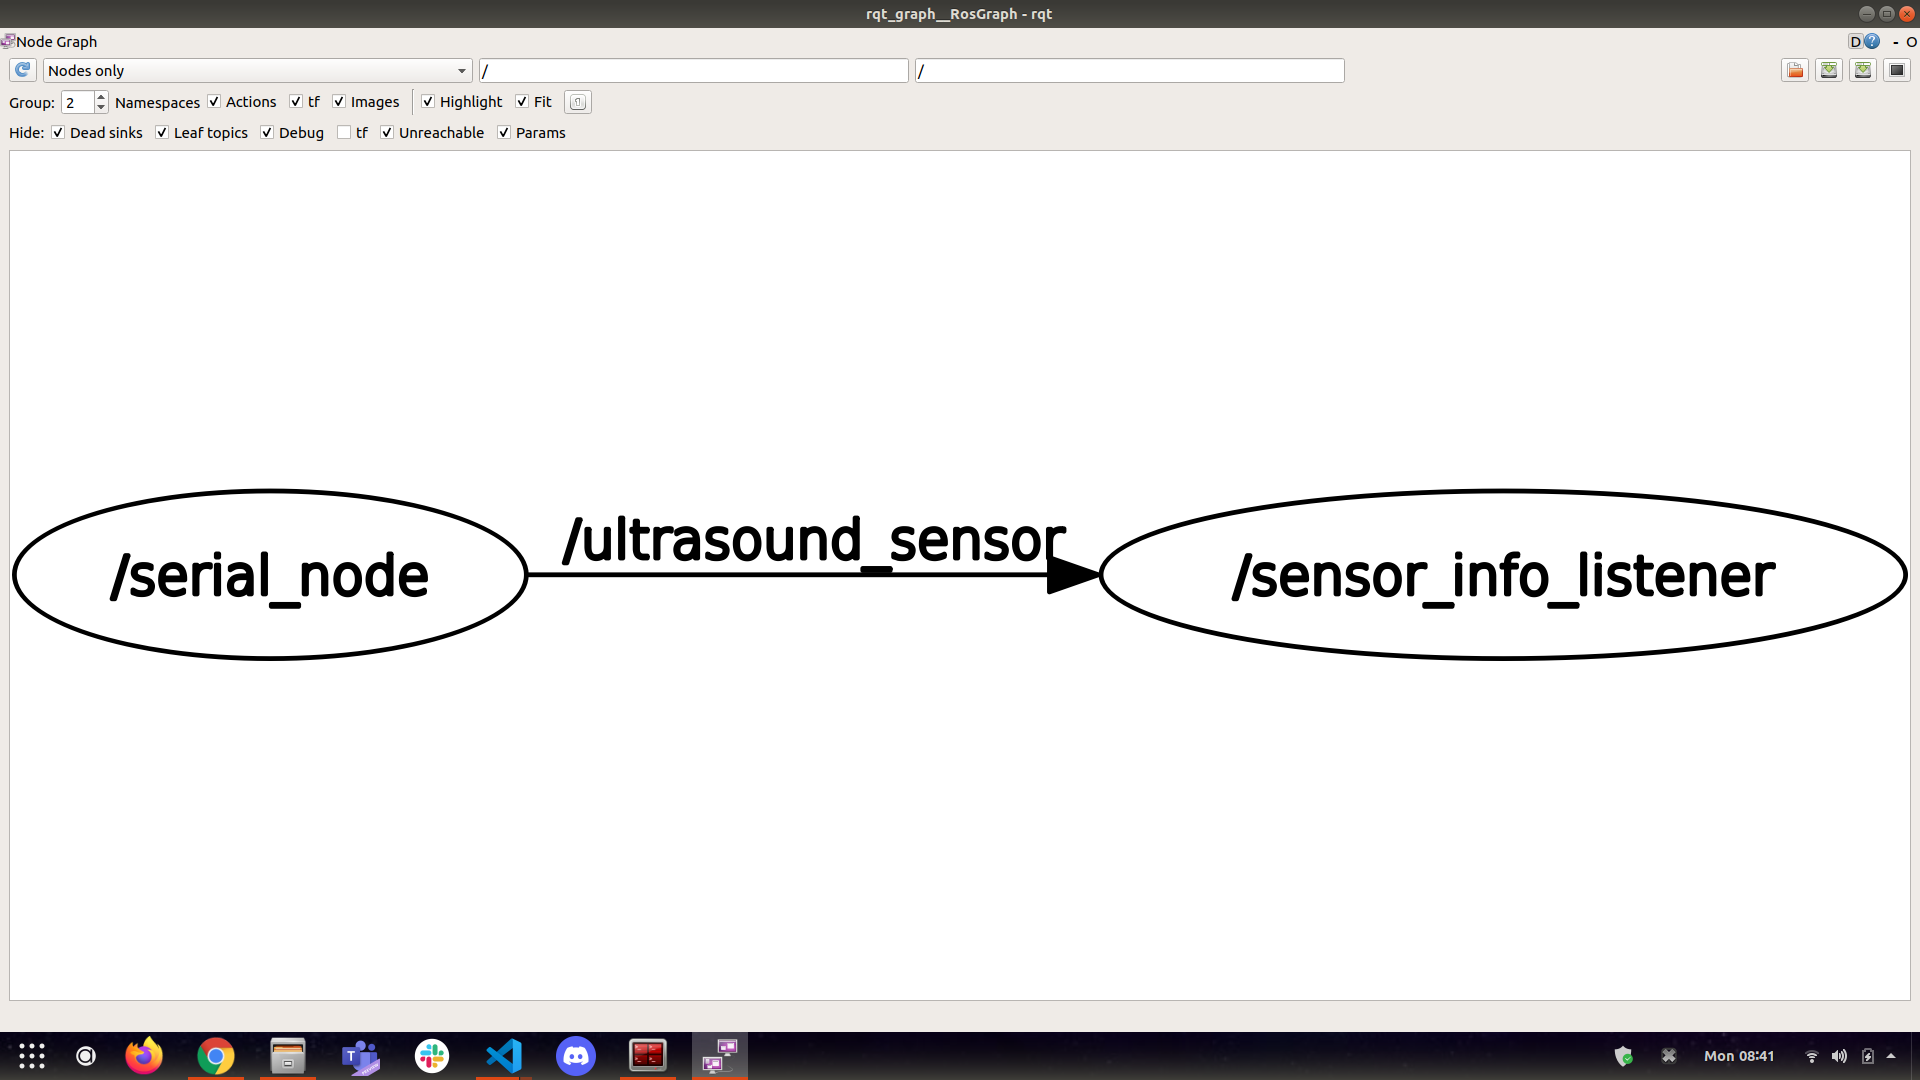 rqt_graph__RosGraph - rqt
Node Graph
D ? - O
Nodes only / /
Group: 2 Namespaces Actions tf Images Highlight Fit
Hide: Dead sinks Leaf topics Debug tf Unreachable Params
/ultrasound_sensor
/serial_node /sensor_info_listener
Mon 08:41